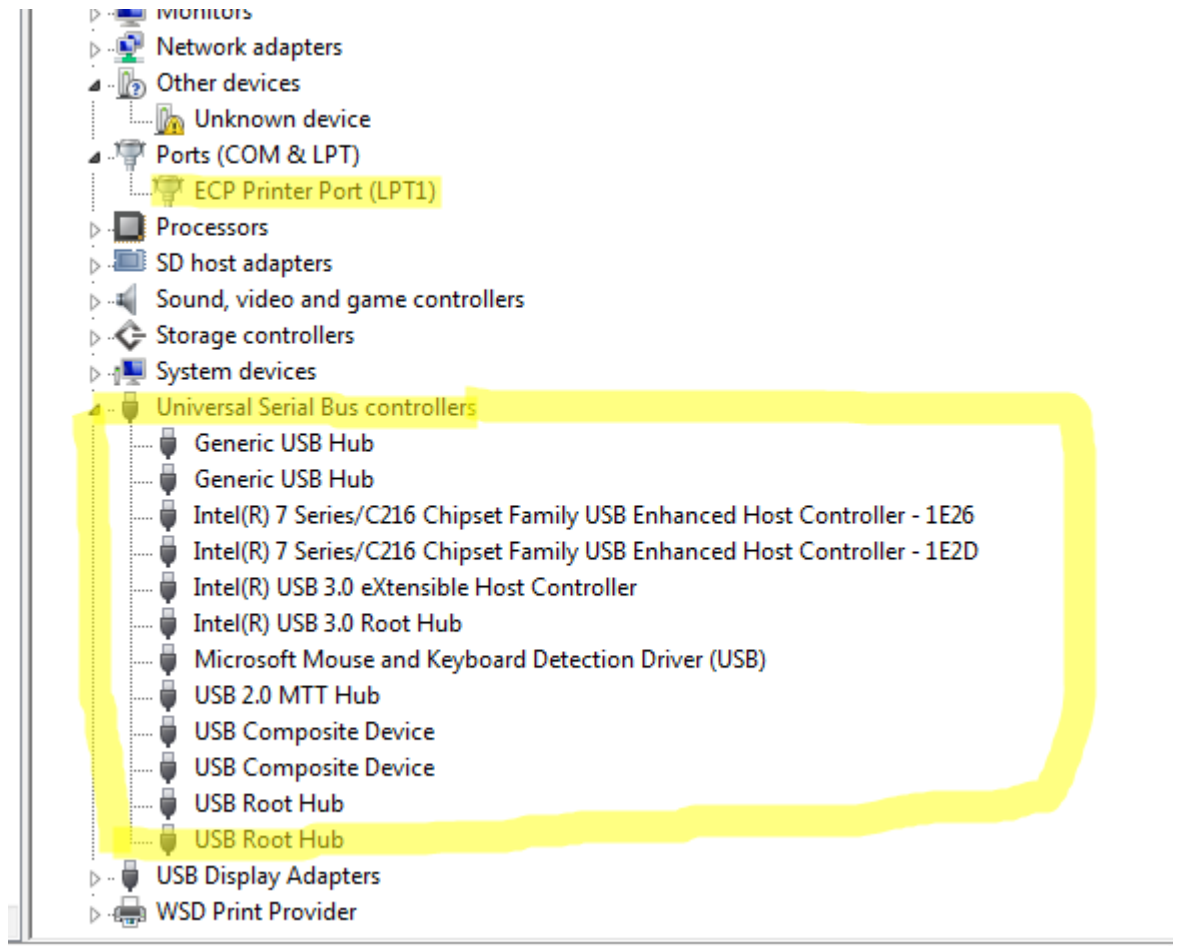 Monitors
Network adapters
Other devices
Unknown device
Ports (COM & LPT)
ECP Printer Port (LPT1)
Processors
SD host adapters
Sound, video and game controllers
Storage controllers
System devices
Universal Serial Bus controllers
Generic USB Hub
Generic USB Hub
Intel(R) 7 Series/C216 Chipset Family USB Enhanced Host Controller - 1E26
Intel(R) 7 Series/C216 Chipset Family USB Enhanced Host Controller - 1E2D
Intel(R) USB 3.0 eXtensible Host Controller
Intel(R) USB 3.0 Root Hub
Microsoft Mouse and Keyboard Detection Driver (USB)
USB 2.0 MTT Hub
USB Composite Device
USB Composite Device
USB Root Hub
USB Root Hub
USB Display Adapters
WSD Print Provider